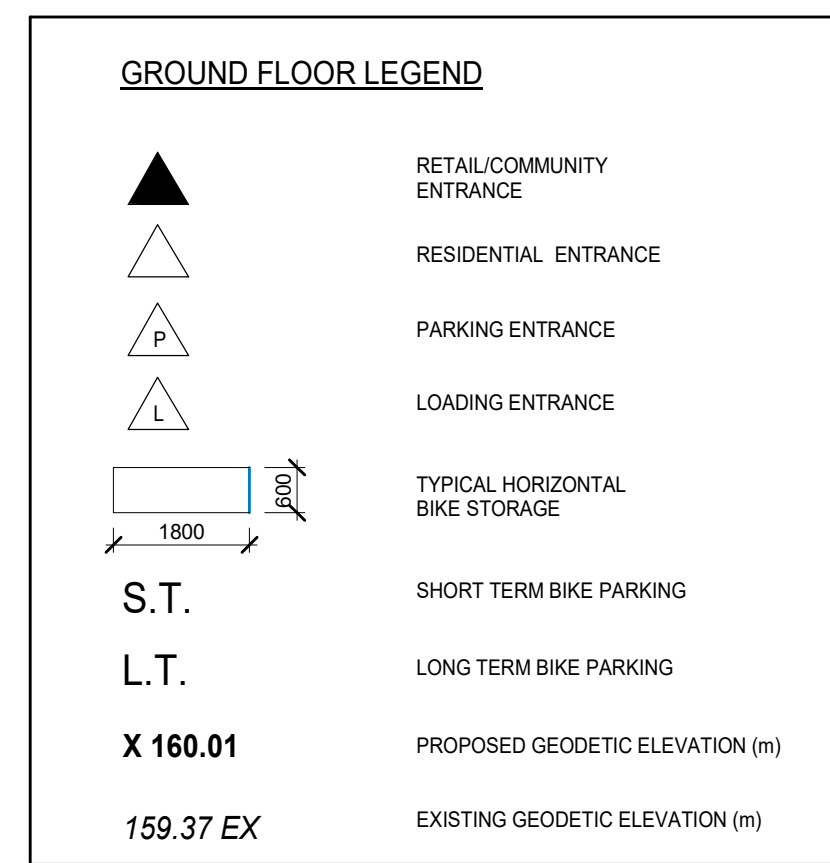 GROUND FLOOR LEGEND
RETAIL/COMMUNITY
ENTRANCE
RESIDENTIAL ENTRANCE
P
PARKING ENTRANCE
L
LOADING ENTRANCE
600
1800
TYPICAL HORIZONTAL
BIKE STORAGE
S.T.
SHORT TERM BIKE PARKING
L.T.
LONG TERM BIKE PARKING
X 160.01
PROPOSED GEODETIC ELEVATION (m)
159.37 EX
EXISTING GEODETIC ELEVATION (m)